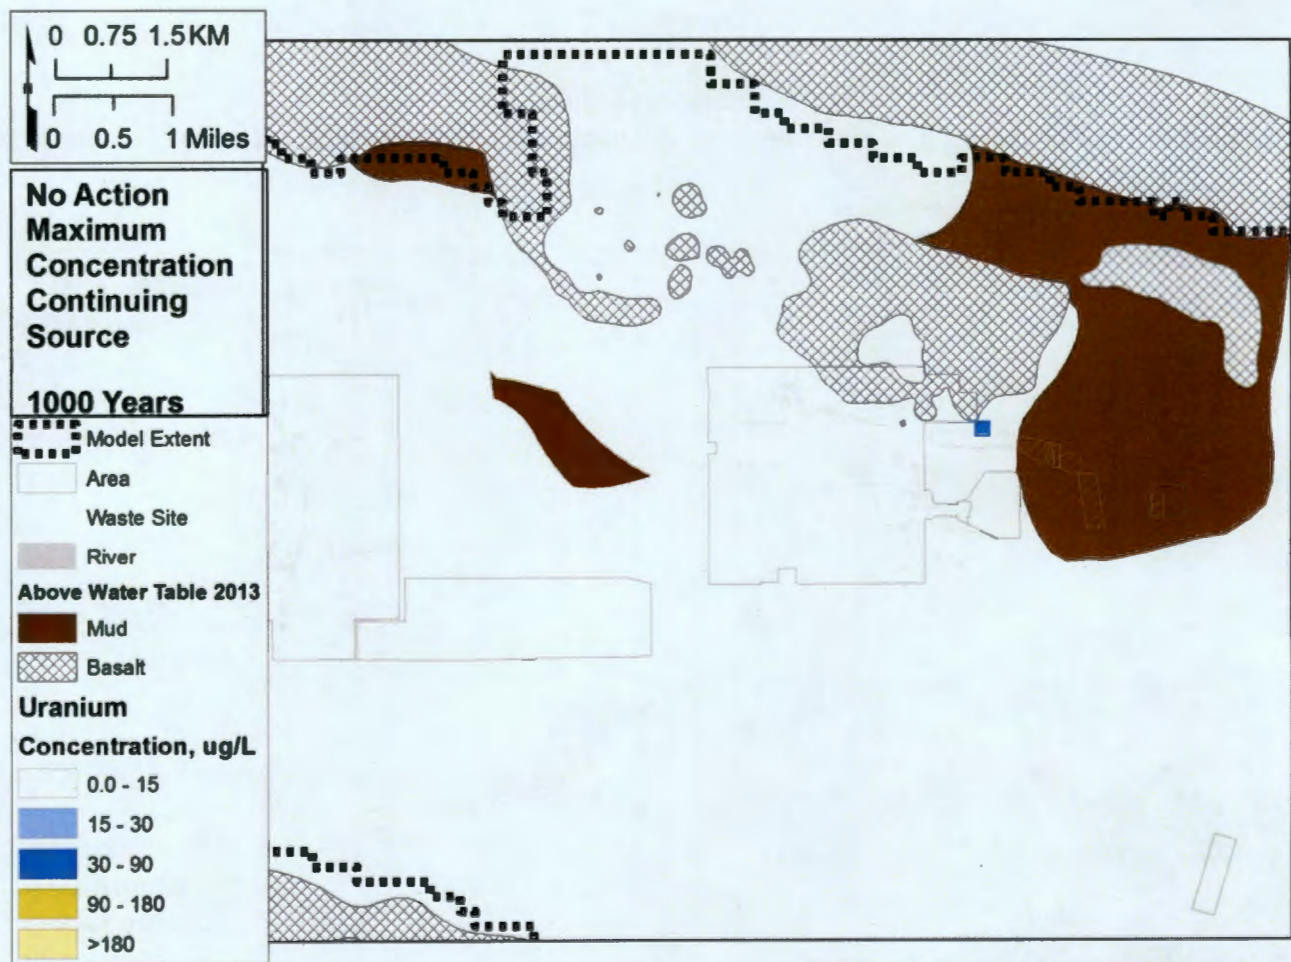 0 0.75 1.5 KM
0 0.5 1 Miles
No Action
Maximum
Concentration
Continuing
Source
1000 Years
Model Extent
Area
Waste Site
River
Above Water Table 2013
Mud
Basalt
Uranium
Concentration, ug/L
0.0 - 15
15 - 30
30 - 90
90 - 180
>180